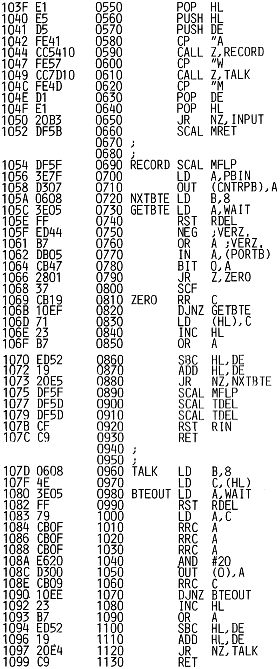 103F E1 0550 POP HL
1040 E5 0560 PUSH HL
1041 D5 0570 PUSH DE
1042 FE41 0580 CP "A
1044 CC5410 0590 CALL Z,RECORD
1047 FE57 0600 CP "W
1049 CC7D10 0610 CALL Z,TALK
104C FE4D 0620 CP "M
104E D1 0630 POP DE
104F E1 0640 POP HL
1050 20B3 0650 JR NZ,INPUT
1052 DF5B 0660 SCAL MRET
0670 ;
0680 ;
1054 DF5F 0690 RECORD SCAL MFLP
1056 3E7F 0700 LD A,PBIN
1058 D307 0710 OUT (CNTRPB),A
105A 0608 0720 NXTBTE LD B,8
105C 3E05 0730 GETBTE LD A,WAIT
105E FF 0740 RST RDEL
105F ED44 0750 NEG ;VERZ.
1061 B7 0760 OR A ;VERZ.
1062 DB05 0770 IN A,(PORTB)
1064 CB47 0780 BIT 0,A
1066 2801 0790 JR Z,ZERO
1068 37 0800 SCF
1069 CB19 0810 ZERO RR C
106B 10EF 0820 DJNZ GETBTE
106D 71 0830 LD (HL),C
106E 23 0840 INC HL
106F B7 0850 OR A
1070 ED52 0860 SBC HL,DE
1072 19 0870 ADD HL,DE
1073 20E5 0880 JR NZ,NXTBTE
1075 DF5F 0890 SCAL MFLP
1077 DF5D 0900 SCAL TDEL
1079 DF5D 0910 SCAL TDEL
107B CF 0920 RST RIN
107C C9 0930 RET
0940 ;
0950 ;
107D 0608 0960 TALK LD B,8
107F 4E 0970 LD C,(HL)
1080 3E05 0980 BTEOUT LD A,WAIT
1082 FF 0990 RST RDEL
1083 79 1000 LD A,C
1084 CB0F 1010 RRC A
1086 CB0F 1020 RRC A
1088 CB0F 1030 RRC A
108A E620 1040 AND #20
108C D300 1050 OUT (0),A
108E CB09 1060 RRC C
1090 10EE 1070 DJNZ BTEOUT
1092 23 1080 INC HL
1093 B7 1090 OR A
1094 ED52 1100 SBC HL,DE
1096 19 1110 ADD HL,DE
1097 20E4 1120 JR NZ,TALK
1099 C9 1130 RET